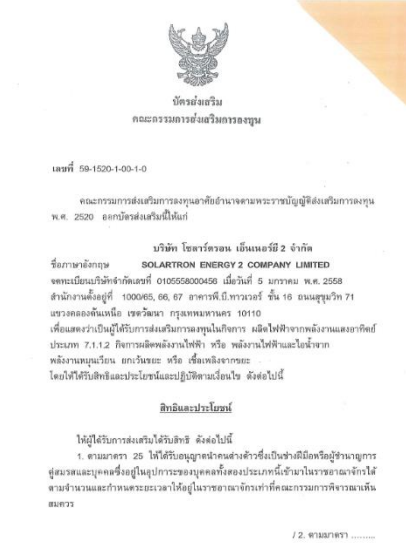 บัตรส่งเสริม
คณะกรรมการส่งเสริมการลงทุน
เลขที่ 59-1520-1-00-1-0
คณะกรรมการส่งเสริมการลงทุนอาศัยอำนาจตามพระราชบัญญัติส่งเสริมการลงทุน
พ.ศ. 2520 ออกบัตรส่งเสริมนี้ให้แก่
บริษัท โซลาร์ตรอน เอ็นเนอร์ยี 2 จำกัด
ชื่อภาษาอังกฤษ SOLARTRON ENERGY 2 COMPANY LIMITED
จดทะเบียนบริษัทจำกัดเลขที่ 0105558000456 เมื่อวันที่ 5 มกราคม พ.ศ. 2558
สำนักงานตั้งอยู่ที่ 1000/65, 66, 67 อาคารพี.บี.ทาวเวอร์ ชั้น 16 ถนนสุขุมวิท 71
แขวงคลองตันเหนือ เขตวัฒนา กรุงเทพมหานคร 10110
เพื่อแสดงว่าเป็นผู้ได้รับการส่งเสริมการลงทุนในกิจการ ผลิตไฟฟ้าจากพลังงานแสงอาทิตย์
ประเภท 7.1.1.2 กิจการผลิตพลังงานไฟฟ้า หรือ พลังงานไฟฟ้าและไอน้ำจาก
พลังงานหมุนเวียน ยกเว้นขยะ หรือ เชื้อเพลิงจากขยะ
โดยให้ได้รับสิทธิและประโยชน์และปฏิบัติตามเงื่อนไข ดังต่อไปนี้
สิทธิและประโยชน์
ให้ผู้ได้รับการส่งเสริมได้รับสิทธิ ดังต่อไปนี้
1. ตามมาตรา 25 ให้ได้รับอนุญาตนำคนต่างด้าวซึ่งเป็นช่างฝีมือหรือผู้ชำนาญการ
คู่สมรสและบุคคลซึ่งอยู่ในอุปการะของบุคคลทั้งสองประเภทนี้เข้ามาในราชอาณาจักรได้
ตามจำนวนและกำหนดระยะเวลาให้อยู่ในราชอาณาจักรเท่าที่คณะกรรมการพิจารณาเห็น
สมควร
/ 2. ตามมาตรา .........